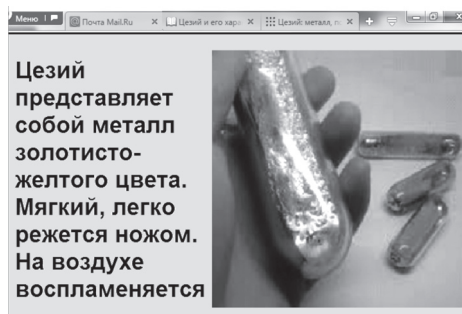 Меню
Почта Mail.Ru
Цезий и его хара
Цезий: металл, п
Цезий
представляет
собой металл
золотисто-
желтого цвета.
Мягкий, легко
режется ножом.
На воздухе
воспламеняется